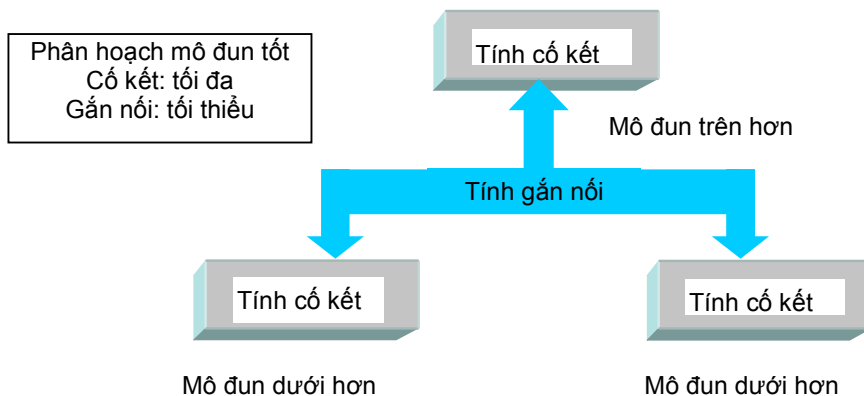 Phân hoạch mô đun tốt
Cố kết: tối đa
Gắn nối: tối thiểu
Tính cố kết
Mô đun trên hơn
Tính gắn nối
Tính cố kết
Tính cố kết
Mô đun dưới hơn
Mô đun dưới hơn